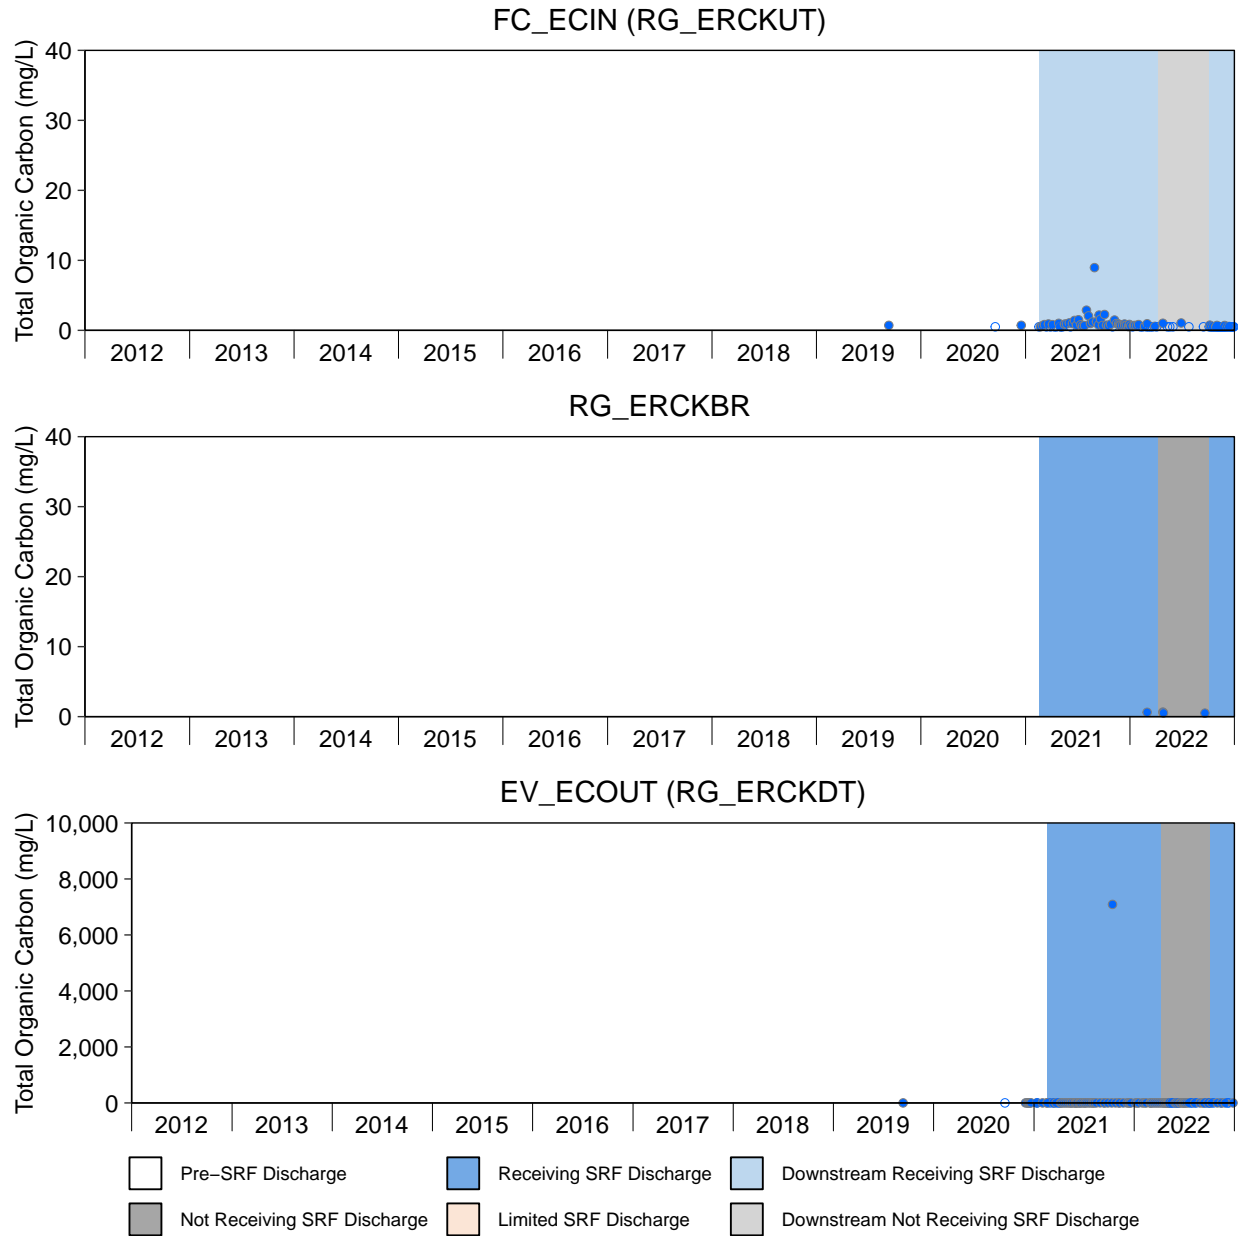 FC_ECIN (RG_ERCKUT)
Total Organic Carbon (mg/L)
40
30
20
10
0
2012 2013 2014 2015 2016 2017 2018 2019 2020 2021 2022
RG_ERCKBR
Total Organic Carbon (mg/L)
40
30
20
10
0
2012 2013 2014 2015 2016 2017 2018 2019 2020 2021 2022
EV_ECOUT (RG_ERCKDT)
Total Organic Carbon (mg/L)
10,000
8,000
6,000
4,000
2,000
0
2012 2013 2014 2015 2016 2017 2018 2019 2020 2021 2022
Pre−SRF Discharge Receiving SRF Discharge Downstream Receiving SRF Discharge
Not Receiving SRF Discharge Limited SRF Discharge Downstream Not Receiving SRF Discharge